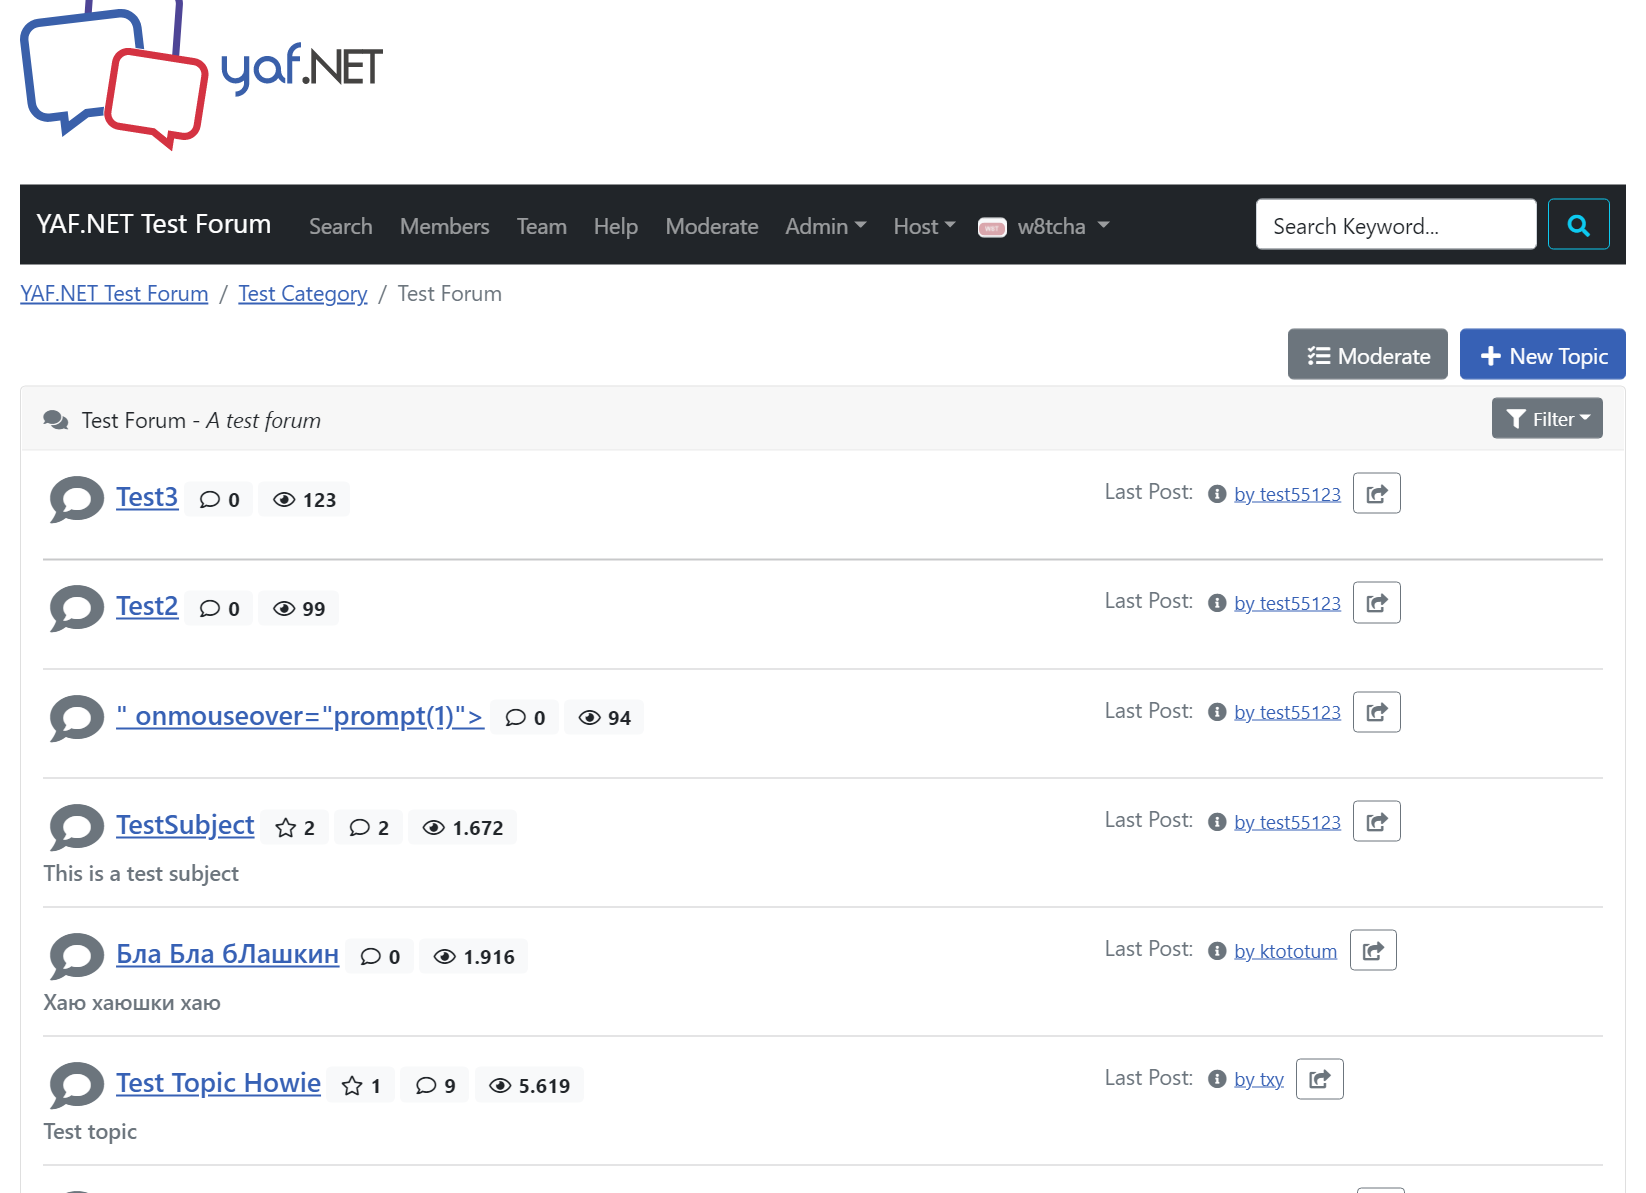 yaf.NET
YAF.NET Test Forum Search Members Team Help Moderate Admin Host w8tcha Search Keyword...
YAF.NET Test Forum / Test Category / Test Forum
Moderate New Topic
Test Forum - A test forum Filter
Test3 0 123 Last Post: by test55123
Test2 0 99 Last Post: by test55123
" onmouseover="prompt(1)"> 0 94 Last Post: by test55123
TestSubject 2 2 1.672 Last Post: by test55123
This is a test subject
Бла Бла бЛашкин 0 1.916 Last Post: by ktototum
Хаю хаюшки хаю
Test Topic Howie 1 9 5.619 Last Post: by txy
Test topic